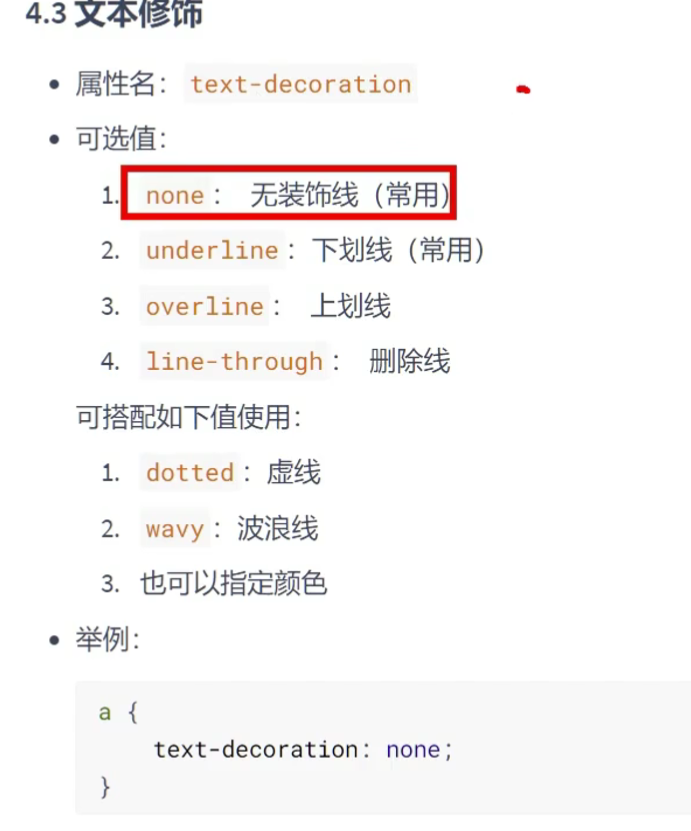 4.3 文本修饰
• 属性名：text-decoration
• 可选值：
1. none： 无装饰线（常用）
2. underline：下划线（常用）
3. overline： 上划线
4. line-through： 删除线
可搭配如下值使用：
1. dotted：虚线
2. wavy：波浪线
3. 也可以指定颜色
• 举例：
a {
text-decoration: none;
}